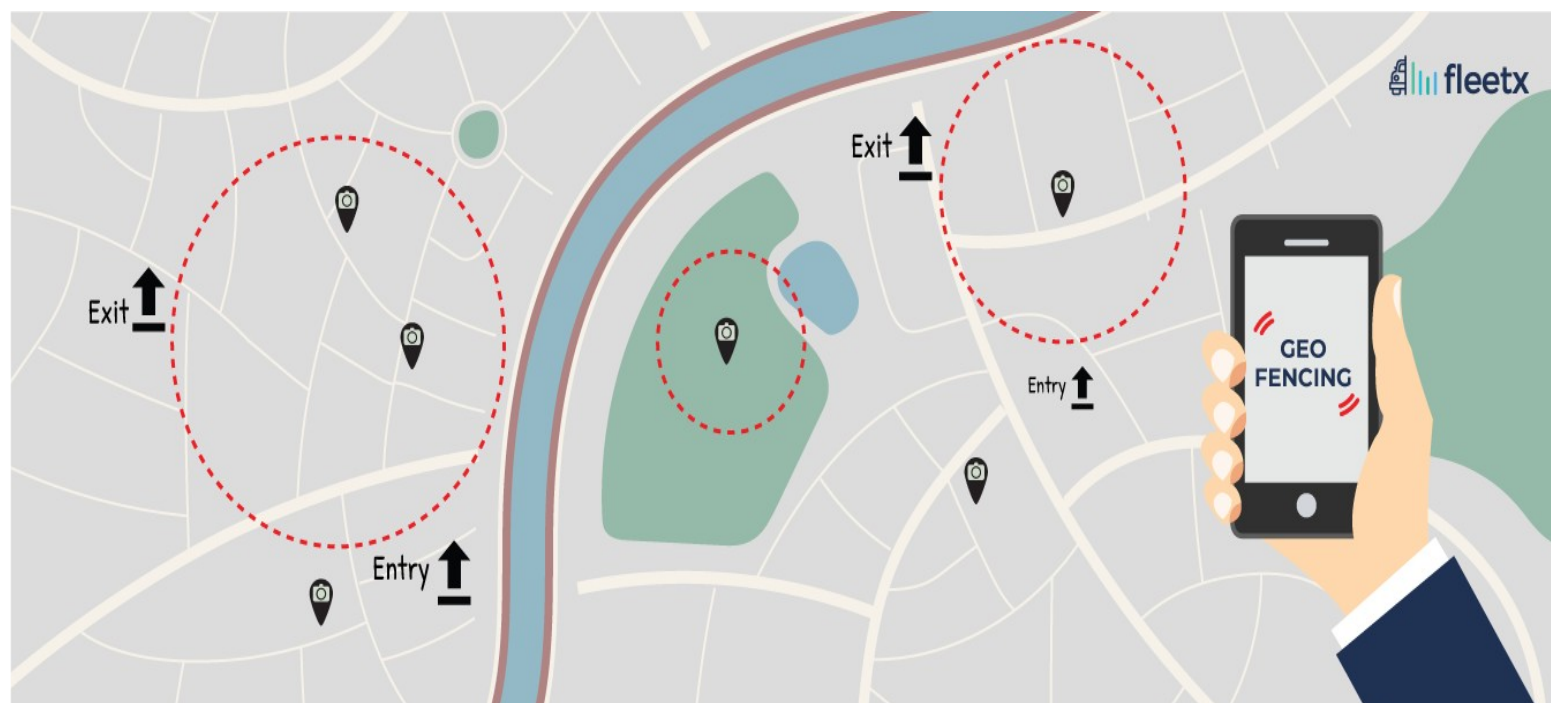 fleetx
Exit
Exit
Entry
GEO
FENCING
Entry